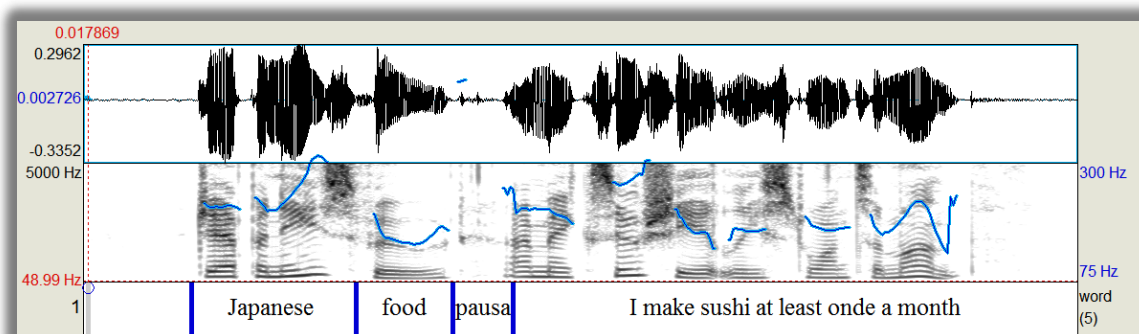 0.017869
0.2962
0.002726
-0.3352
5000 Hz 300 Hz
48.99 Hz 75 Hz
1 Japanese food pausa I make sushi at least onde a month word
(5)